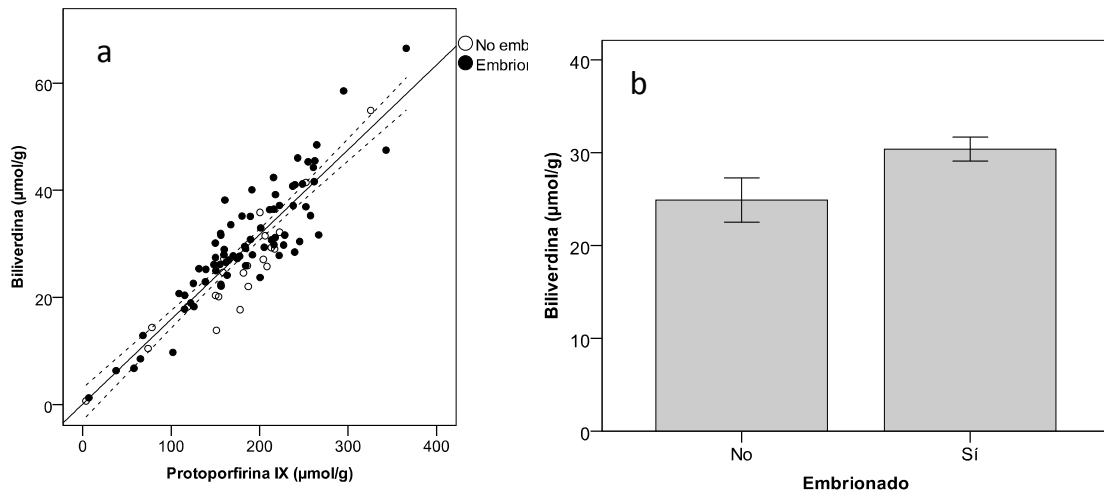 a
No emb
Embrion
60
40
20
0
Biliverdina (µmol/g)
0 100 200 300 400
Protoporfirina IX (µmol/g)
b
40
30
20
10
0
Biliverdina (µmol/g)
No Sí
Embrionado